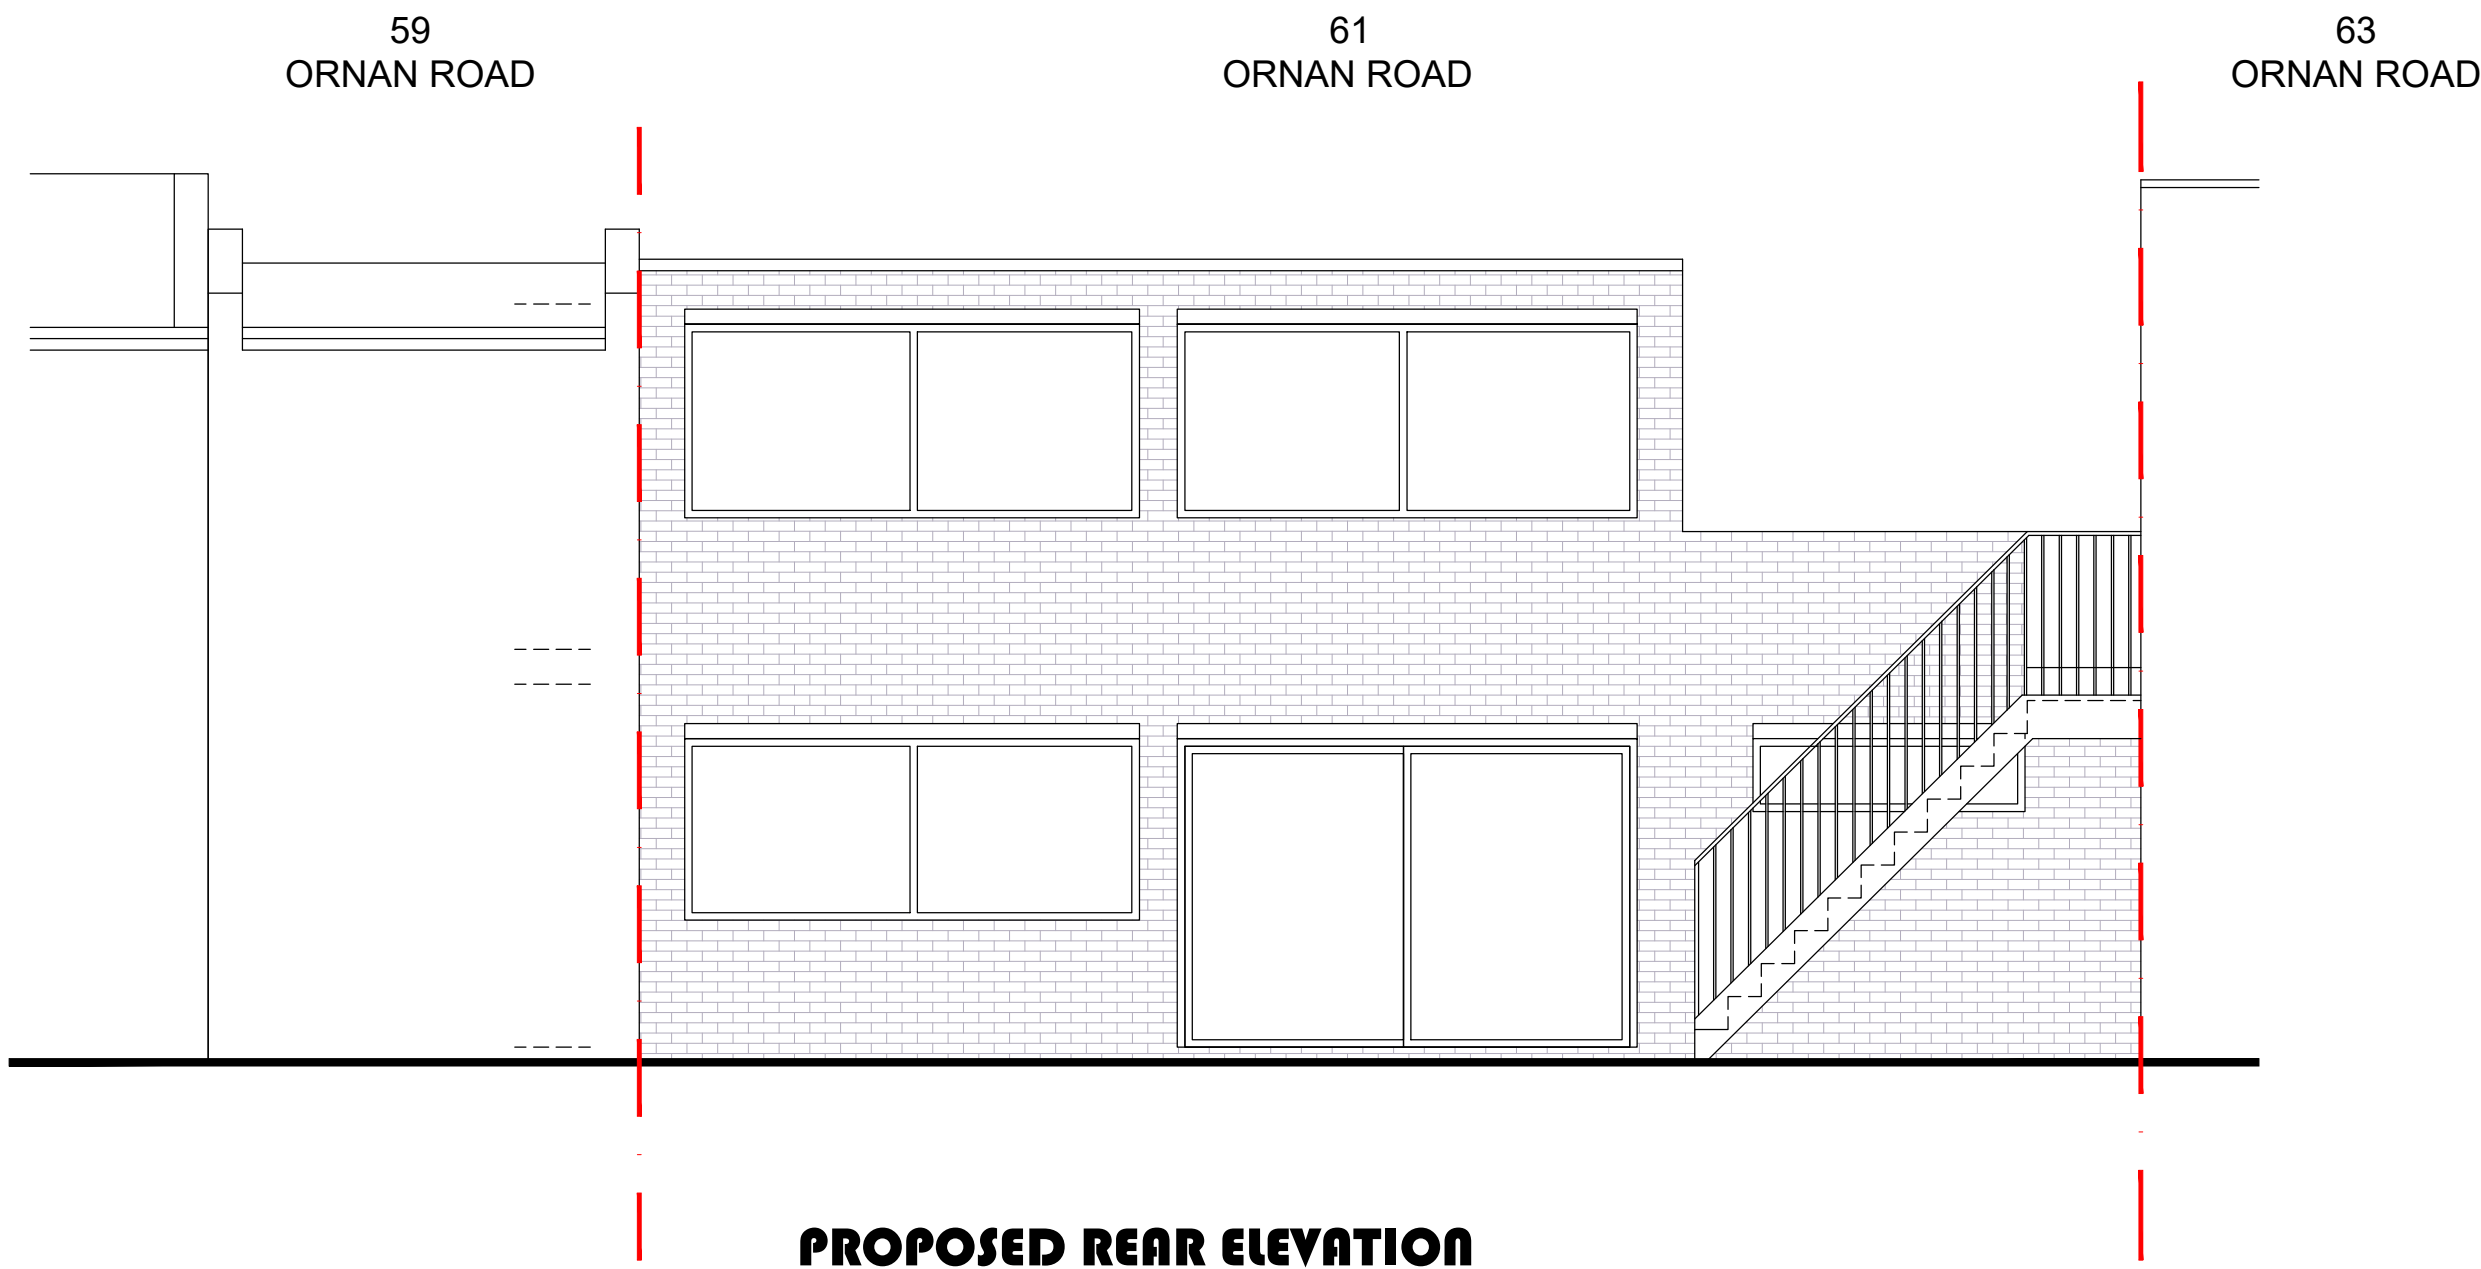 59
ORNAN ROAD
61
ORNAN ROAD
63
ORNAN ROAD
PROPOSED REAR ELEVATION